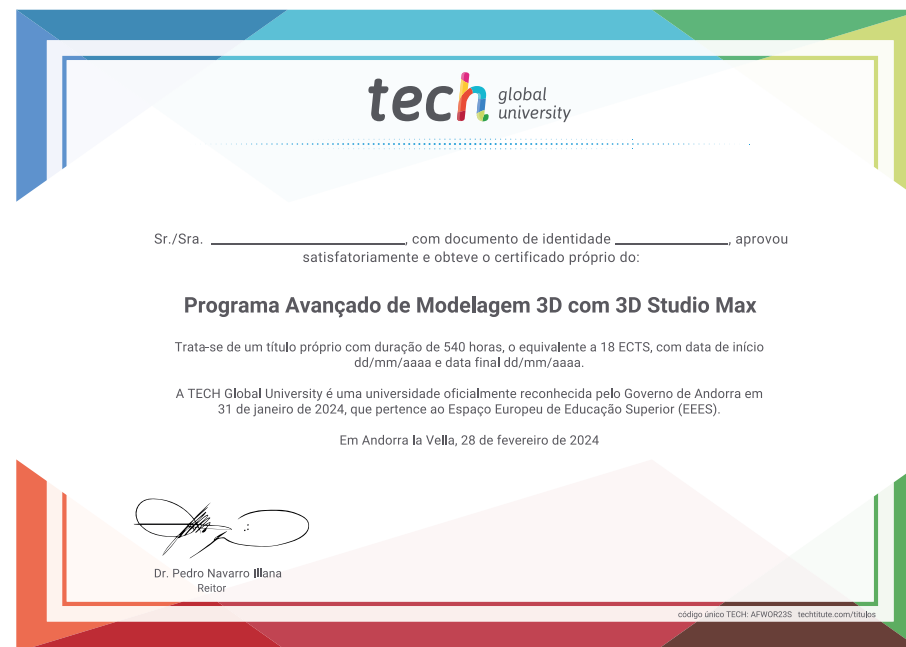 tech global
university
Sr./Sra. ____________________, com documento de identidade ____________, aprovou
satisfatoriamente e obteve o certificado próprio do:
Programa Avançado de Modelagem 3D com 3D Studio Max
Trata-se de um título próprio com duração de 540 horas, o equivalente a 18 ECTS, com data de início
dd/mm/aaaa e data final dd/mm/aaaa.
A TECH Global University é uma universidade oficialmente reconhecida pelo Governo de Andorra em
31 de janeiro de 2024, que pertence ao Espaço Europeu de Educação Superior (EEES).
Em Andorra la Vella, 28 de fevereiro de 2024
Dr. Pedro Navarro Illana
Reitor
código único TECH: AFWOR23S techtitute.com/titulos